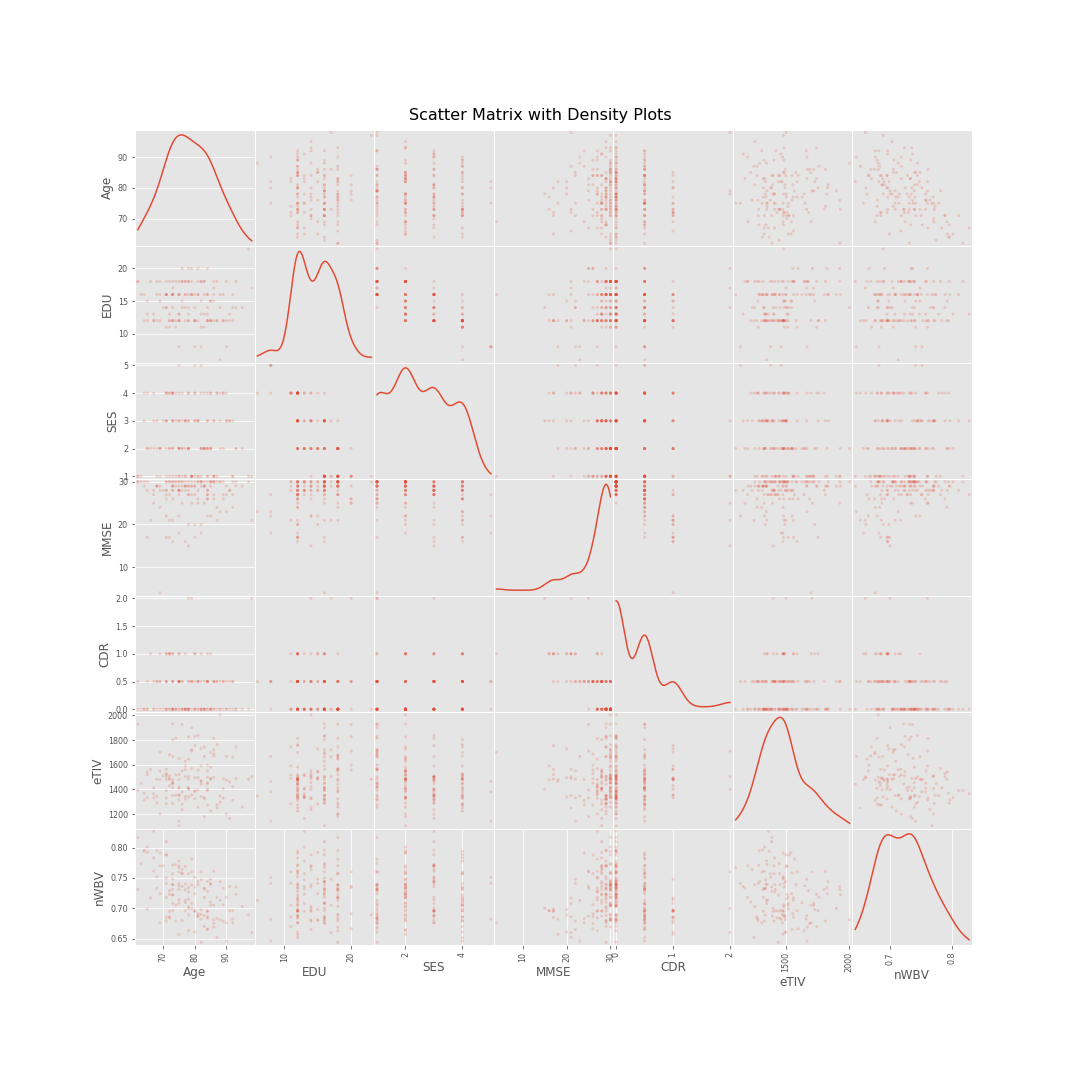 Scatter Matrix with Density Plots
Age
90
80
70
EDU
20
15
10
SES
5
4
3
2
1
MMSE
30
20
10
CDR
2.0
1.5
1.0
0.5
0.0
eTIV
2000
1800
1600
1400
1200
nWBV
0.80
0.75
0.70
0.65
70 80 90 10 20 2 4 10 20 30 0 1 2 1500 2000 0.7 0.8
Age EDU SES MMSE CDR eTIV nWBV